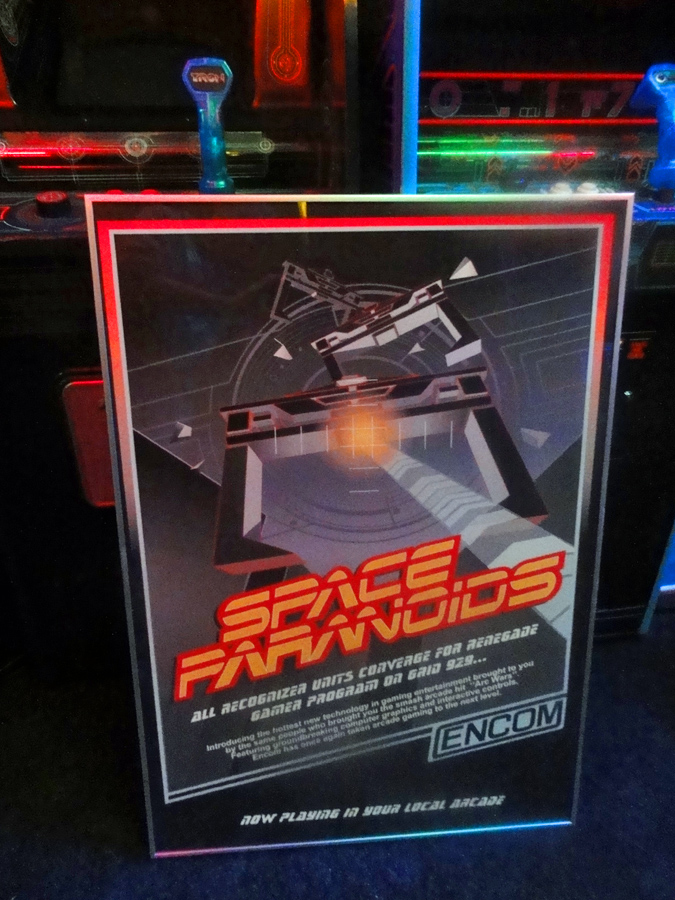 TRON
SPACE
PARANOIDS
ALL RECOGNIZER UNITS CONVERGE FOR RENEGADE
GAMER PROGRAM ON GRID 929...
Introducing the hottest new technology in gaming entertainment brought to you
by the same people who brought you the smash arcade hit "Arc Wars".
Featuring groundbreaking computer graphics and interactive controls.
Encom has once again taken arcade gaming to the next level.
ENCOM
NOW PLAYING IN YOUR LOCAL ARCADE